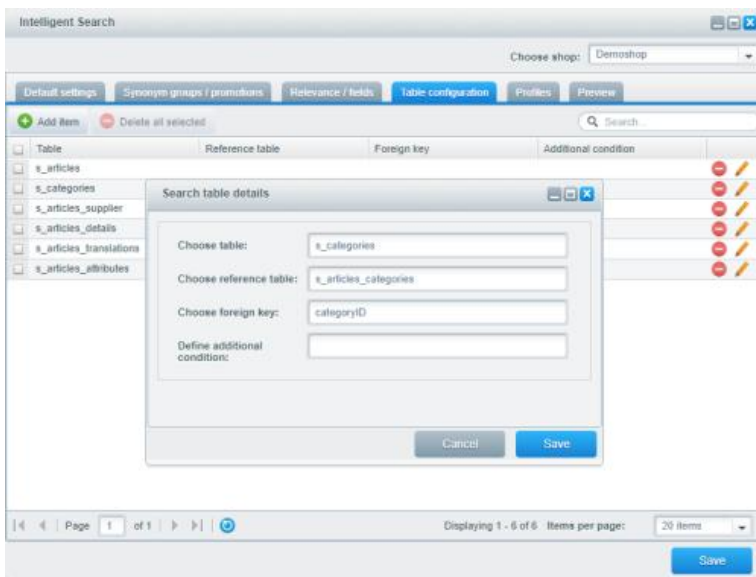 Intelligent Search
Choose shop: Demoshop
Default settings Synonym groups / promotions Relevance / fields Table configuration Profiles Preview
Add item Delete all selected Search...
Table Reference table Foreign key Additional condition
s_articles
s_categories
s_articles_supplier
s_articles_details
s_articles_translations
s_articles_attributes
Search table details
Choose table: s_categories
Choose reference table: s_articles_categories
Choose foreign key: categoryID
Define additional
condition:
Cancel Save
Page 1 of 1 Displaying 1 - 6 of 6 Items per page: 20 items
Save